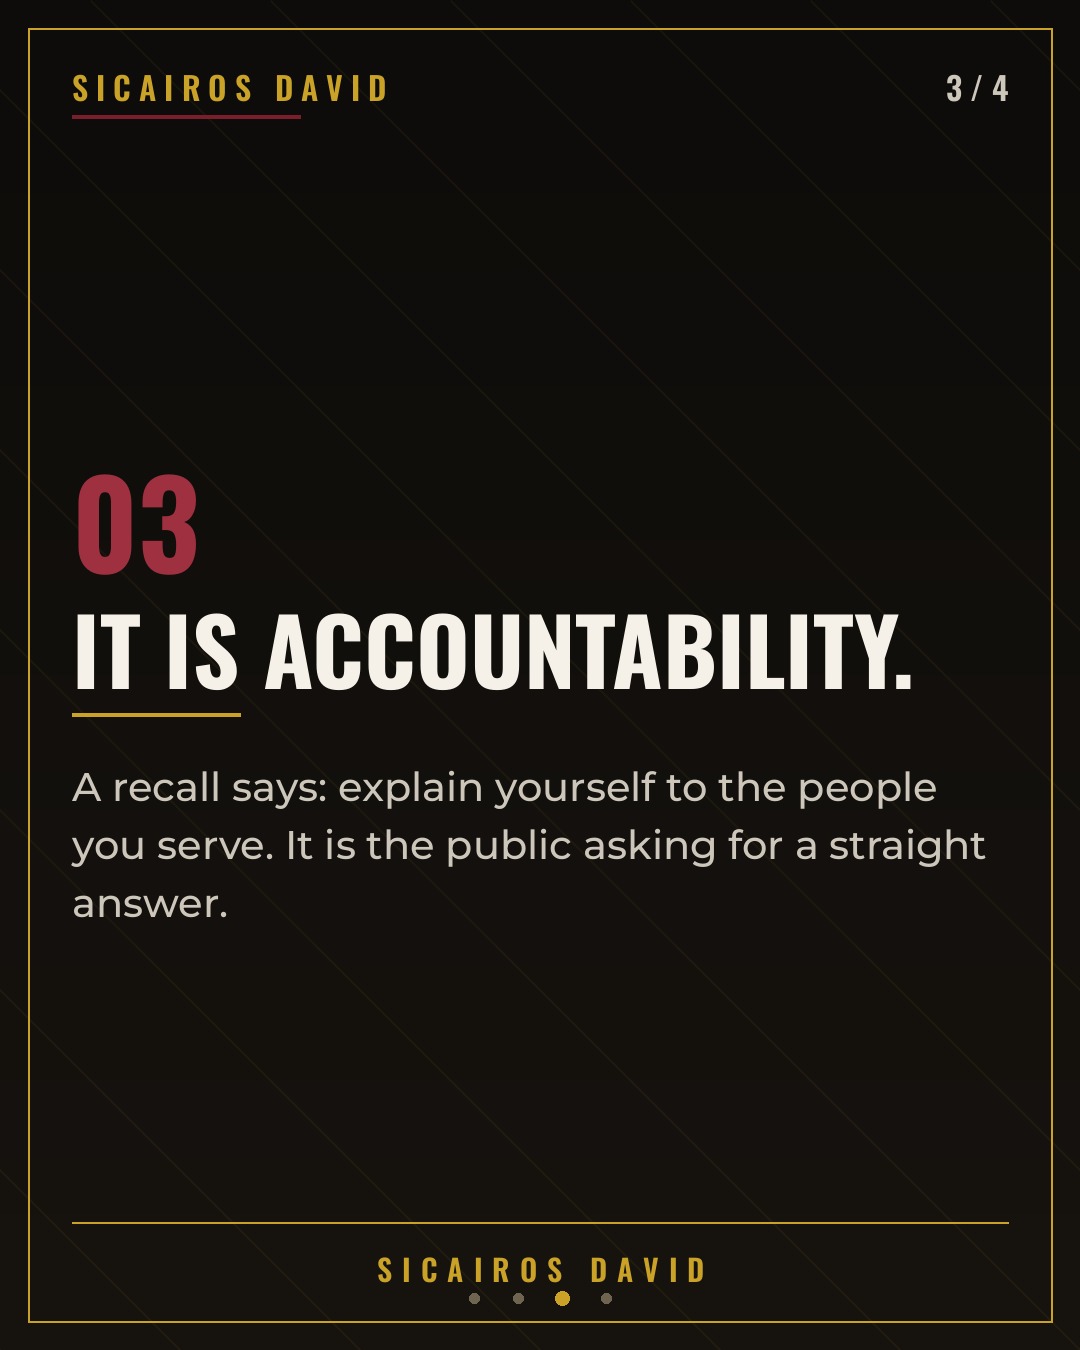 SICAIROS DAVID
3 / 4
03
IT IS ACCOUNTABILITY.
A recall says: explain yourself to the people
you serve. It is the public asking for a straight
answer.
SICAIROS DAVID